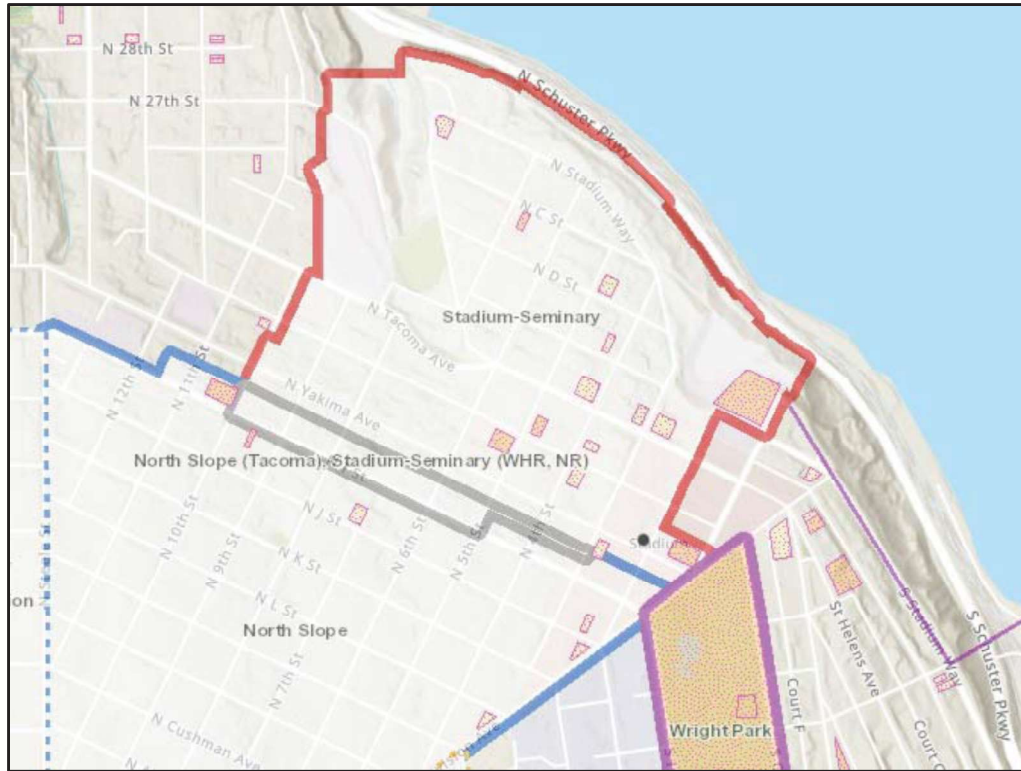 N 28th St
N 27th St
N Schuster Pkwy
N Stadium Way
N C St
N D St
Stadium-Seminary
N Tacoma Ave
N 12th St
N 11th St
N Yakima Ave
North Slope (Tacoma), Stadium-Seminary (WHR, NR)
N J St
N 10th St
N 9th St
N 6th St
N 5th St
N 4th St
N K St
N L St
on
North Slope
N 7th St
N Cushman Ave
St Helens Ave
S Stadium Way
S Schuster Pkwy
Court F
Wright Park
Court C